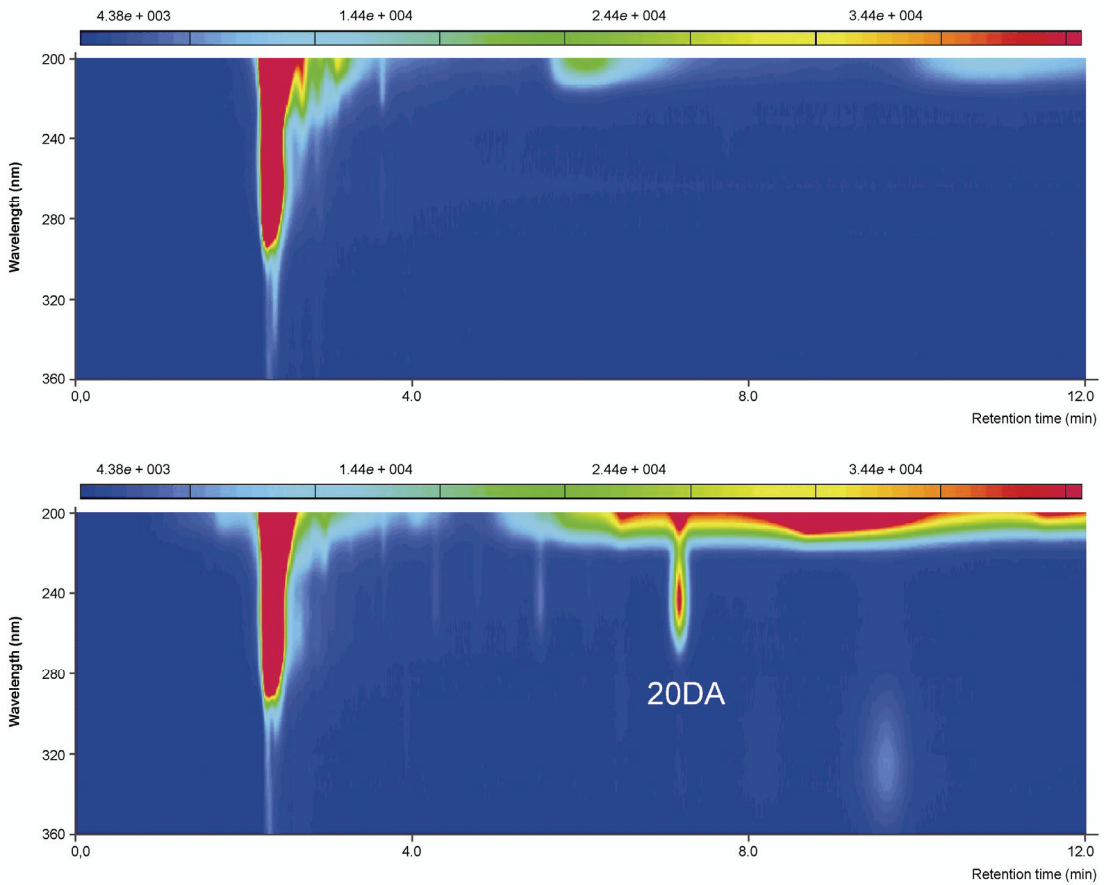 4.38e + 003 1.44e + 004 2.44e + 004 3.44e + 004
200
240
280
320
360
Wavelength (nm)
0,0 4.0 8.0 12.0
Retention time (min)
4.38e + 003 1.44e + 004 2.44e + 004 3.44e + 004
200
240
280
320
360
Wavelength (nm)
20DA
0,0 4.0 8.0 12.0
Retention time (min)